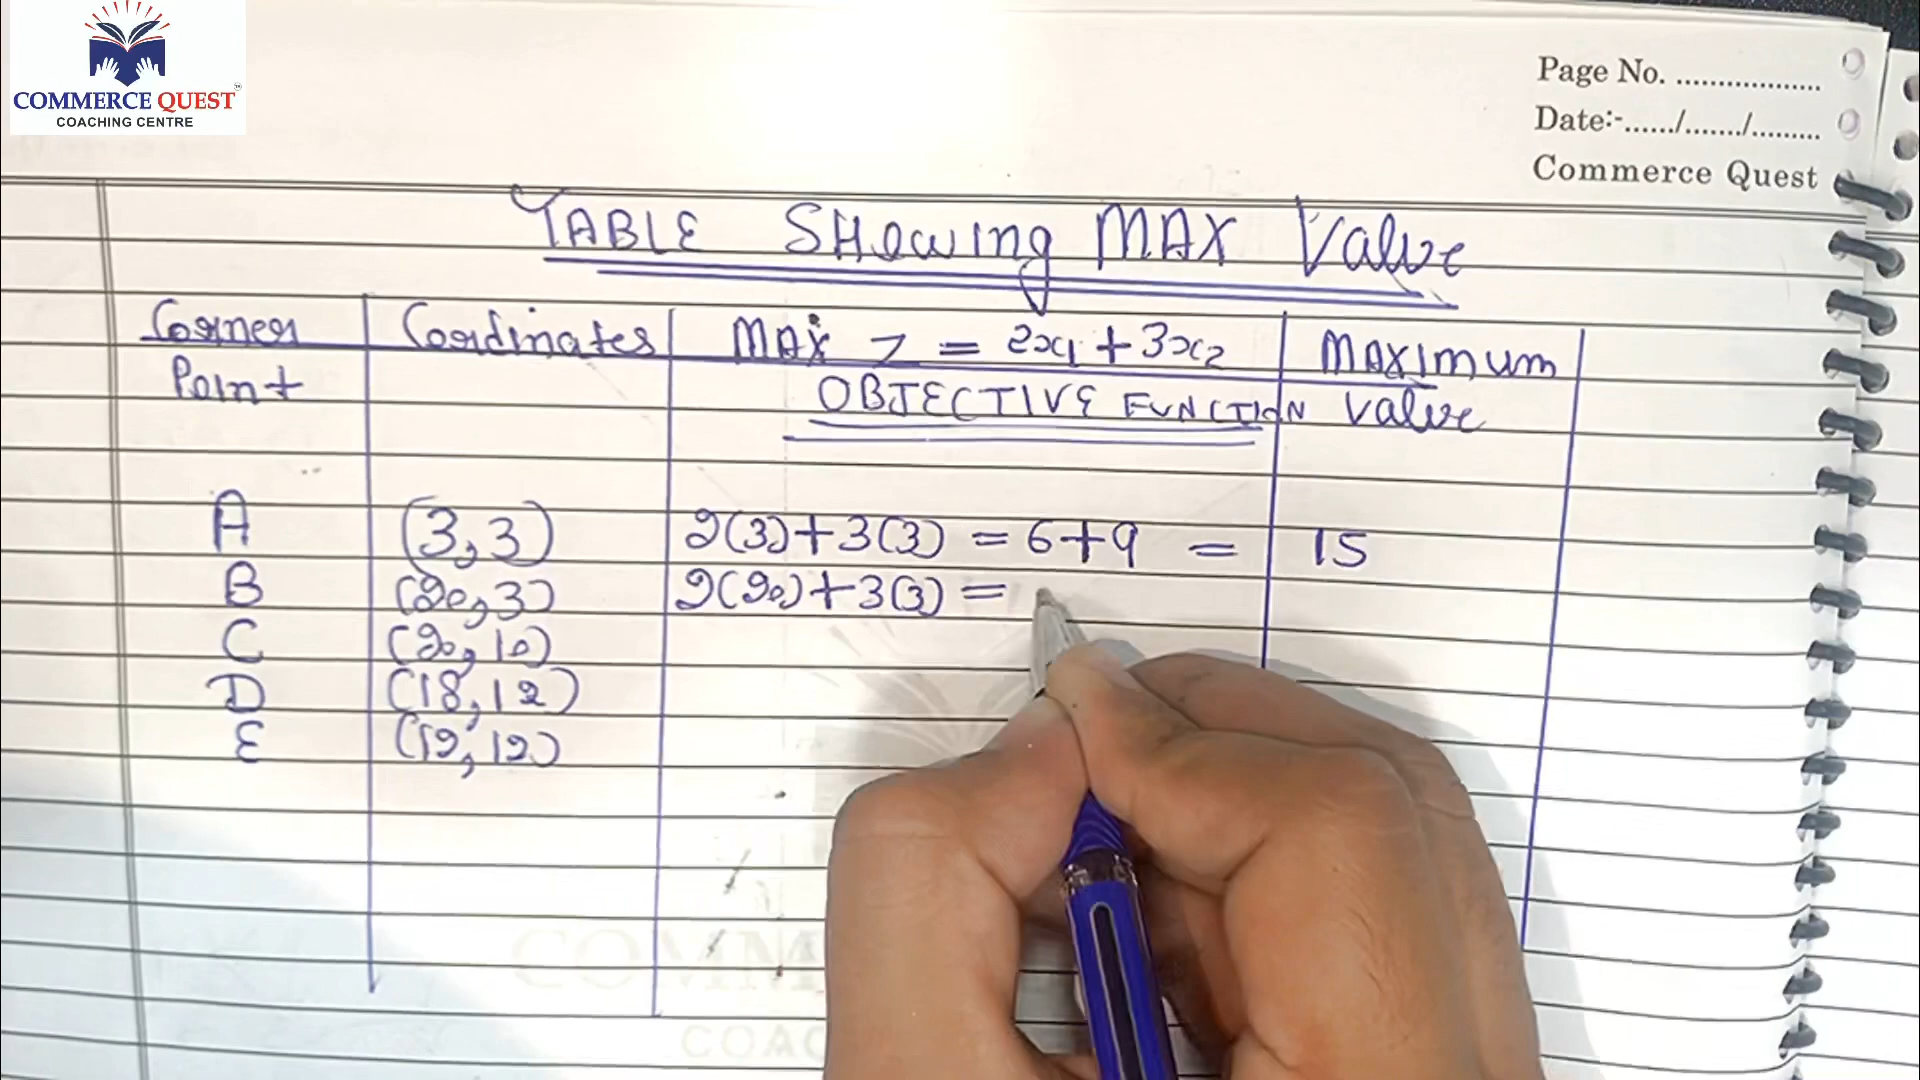 COMMERCE QUEST
COACHING CENTRE
Page No. ..................
Date:-....../......./.........
Commerce Quest
TABLE SHowing MAX Value
Corner Point
Coordinates
MAX Z = 2x₁ + 3x₂
OBJECTIVE FUNCTION
MAXIMUM value
A (3,3) 2(3)+3(3) = 6+9 = 15
B (20,3) 2(20)+3(3) =
C (20,10)
D (18,12)
E (12,12)